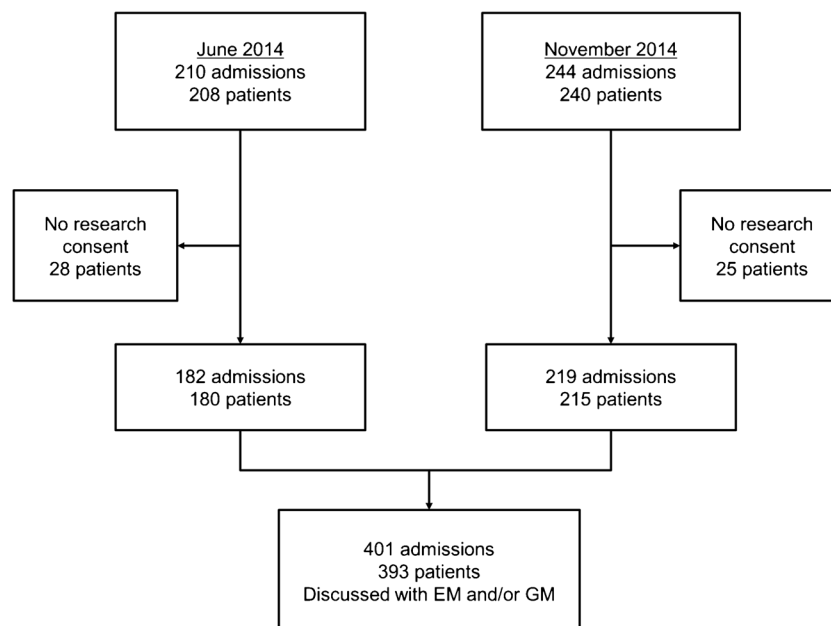 June 2014
210 admissions
208 patients
November 2014
244 admissions
240 patients
No research
consent
28 patients
No research
consent
25 patients
182 admissions
180 patients
219 admissions
215 patients
401 admissions
393 patients
Discussed with EM and/or GM